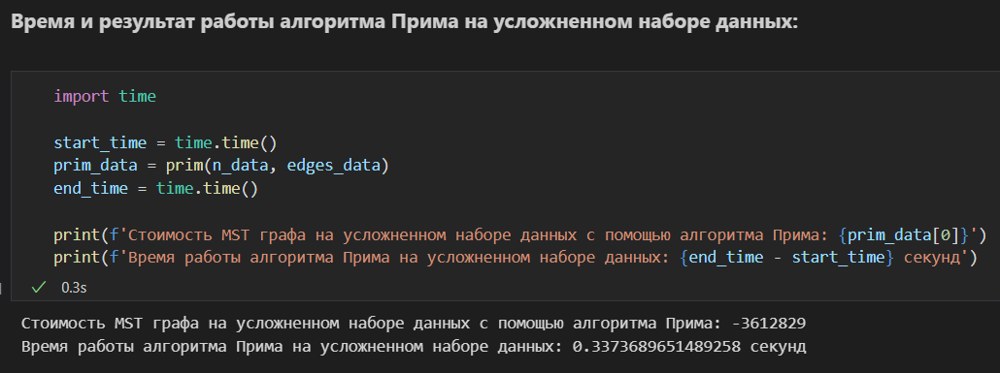 Время и результат работы алгоритма Прима на усложненном наборе данных:
import time
start_time = time.time()
prim_data = prim(n_data, edges_data)
end_time = time.time()
print(f'Стоимость MST графа на усложненном наборе данных с помощью алгоритма Прима: {prim_data[0]}')
print(f'Время работы алгоритма Прима на усложненном наборе данных: {end_time - start_time} секунд')
0.3s
Стоимость MST графа на усложненном наборе данных с помощью алгоритма Прима: -3612829
Время работы алгоритма Прима на усложненном наборе данных: 0.3373689651489258 секунд